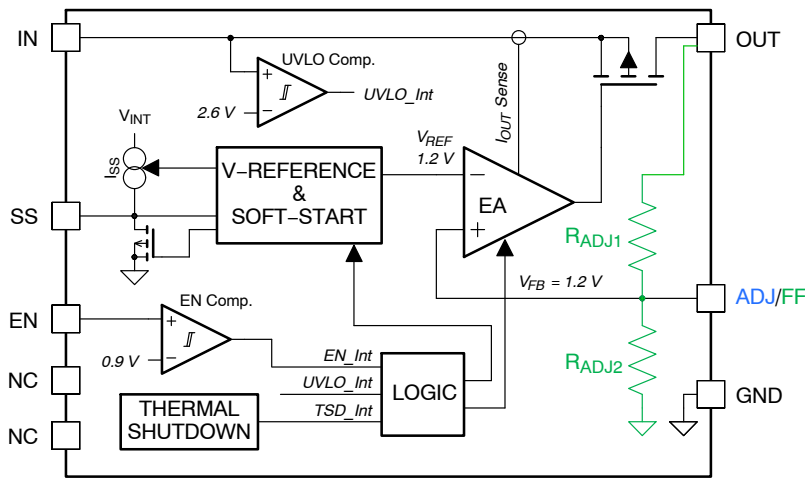 IN
OUT
UVLO Comp.
+
−
2.6 V
UVLO_Int
IOUT Sense
VINT
ISS
V−REFERENCE
&
SOFT−START
VREF
1.2 V
−
EA
+
SS
RADJ1
VFB = 1.2 V
ADJ/FF
EN
EN Comp.
+
−
0.9 V
EN_Int
UVLO_Int
TSD_Int
LOGIC
RADJ2
NC
GND
THERMAL
SHUTDOWN
NC